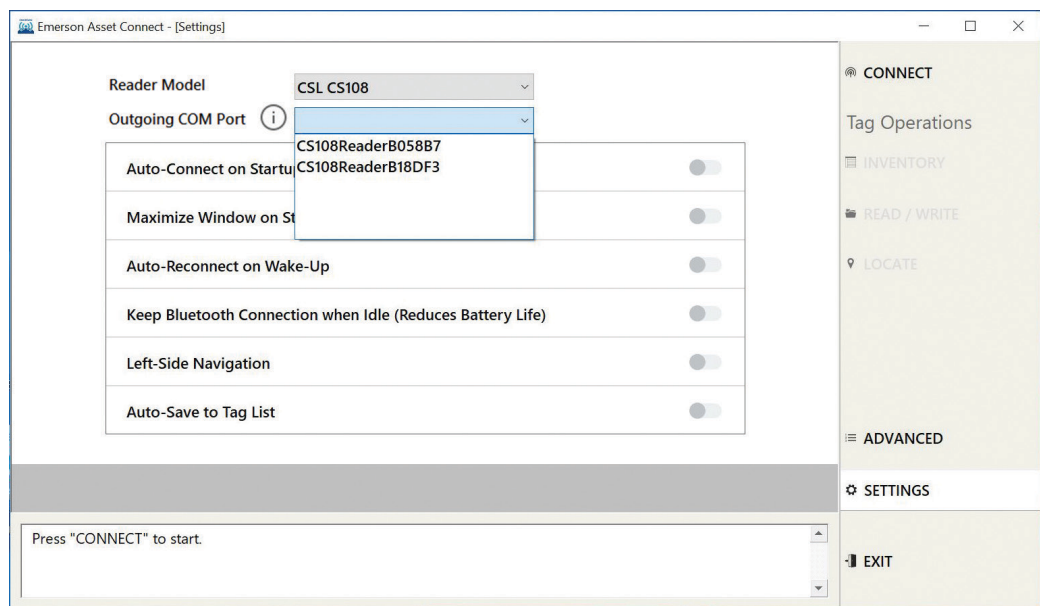 Emerson Asset Connect - [Settings]
Reader Model
CSL CS108
Outgoing COM Port
i
CS108ReaderB058B7
CS108ReaderB18DF3
Auto-Connect on Startu
Maximize Window on St
Auto-Reconnect on Wake-Up
Keep Bluetooth Connection when Idle (Reduces Battery Life)
Left-Side Navigation
Auto-Save to Tag List
Press "CONNECT" to start.
CONNECT
Tag Operations
INVENTORY
READ / WRITE
LOCATE
ADVANCED
SETTINGS
EXIT